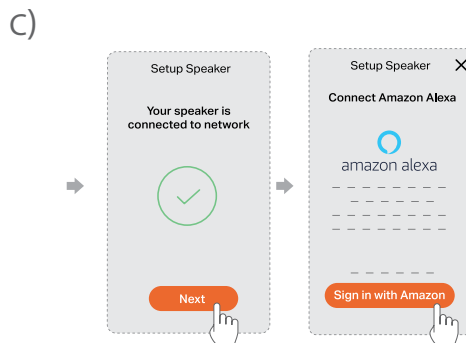 C)
Setup Speaker
Your speaker is
connected to network
Next
Setup Speaker
Connect Amazon Alexa
amazon alexa
Sign in with Amazon